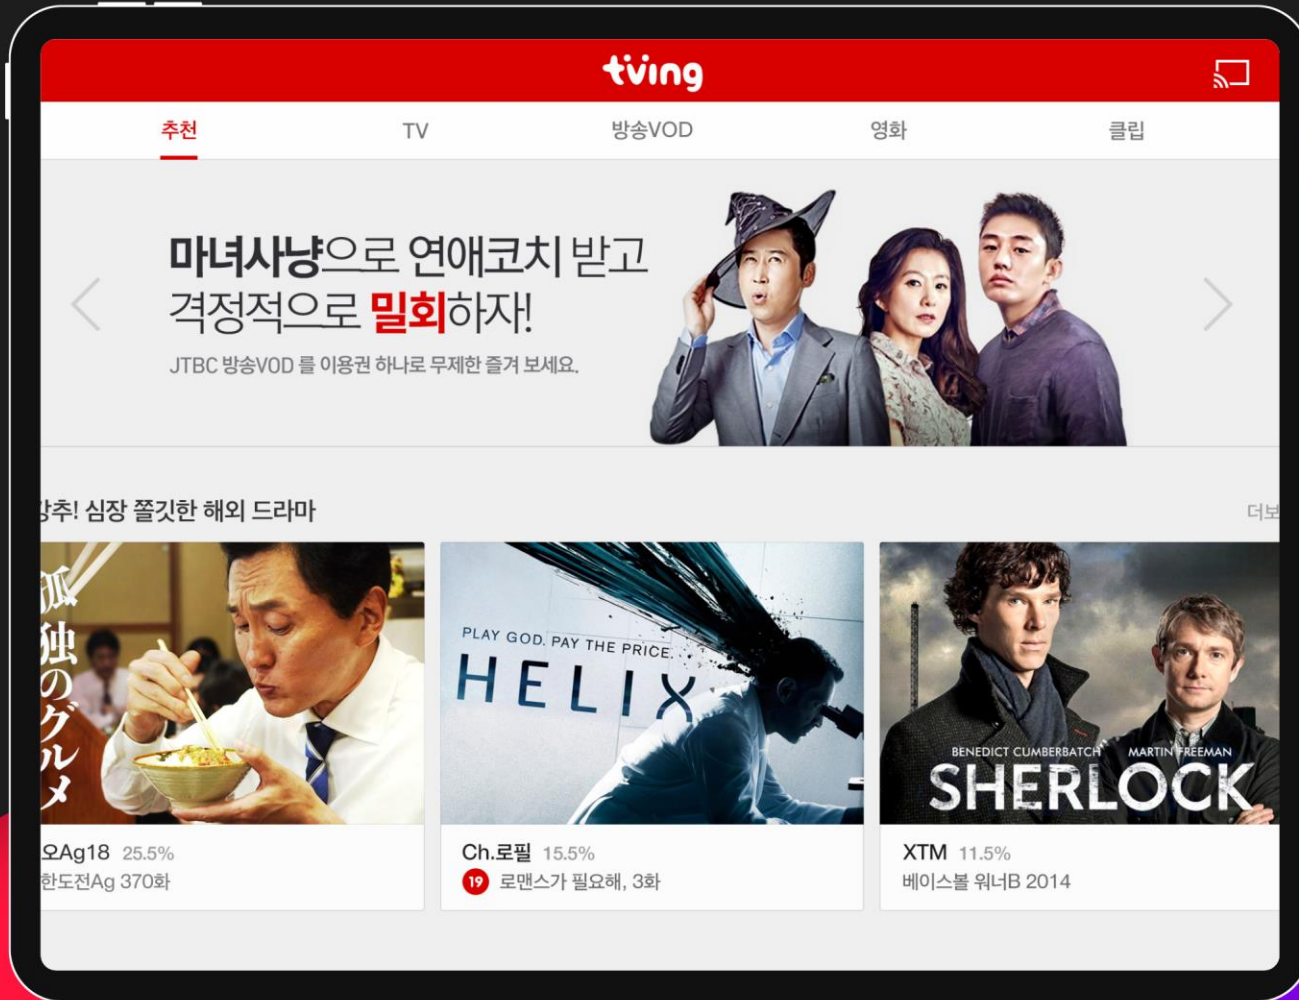 tving
추천
TV
방송VOD
영화
클립
마녀사냥으로 연애코치 받고
격정적으로 밀회하자!
JTBC 방송VOD 를 이용권 하나로 무제한 즐겨 보세요.
강추! 심장 쫄깃한 해외 드라마
더보
孤独のグルメ
PLAY GOD. PAY THE PRICE.
HELIX
BENEDICT CUMBERBATCH MARTIN FREEMAN
SHERLOCK
오Ag18 25.5%
한도전Ag 370화
Ch.로필 15.5%
19 로맨스가 필요해, 3화
XTM 11.5%
베이스볼 워너B 2014